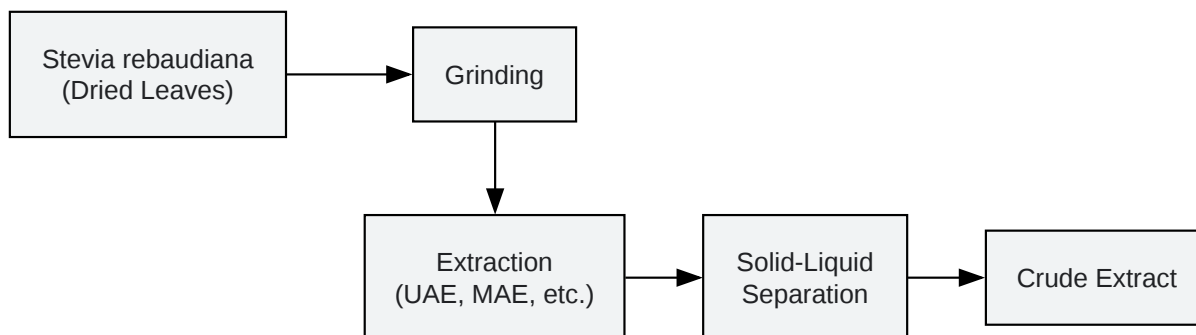 Stevia rebaudiana
(Dried Leaves)
Grinding
Extraction
(UAE, MAE, etc.)
Solid-Liquid
Separation
Crude Extract